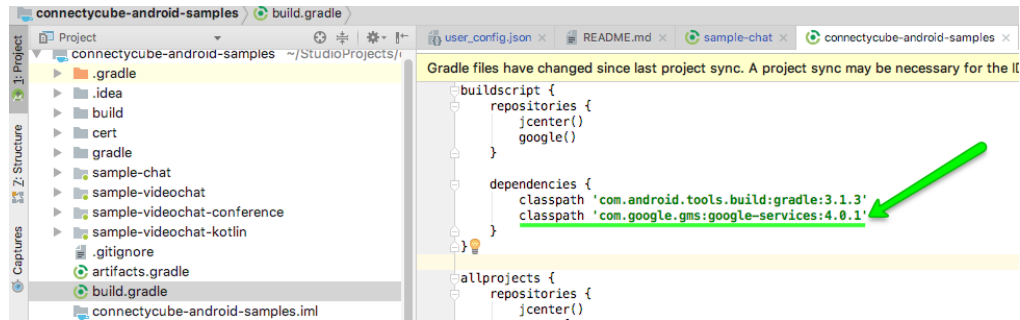 connectycube-android-samples
build.gradle
1: Project
Z: Structure
Captures
Project
connectycube-android-samples ~/StudioProjects/
.gradle
.idea
build
cert
gradle
sample-chat
sample-videochat
sample-videochat-conference
sample-videochat-kotlin
.gitignore
artifacts.gradle
build.gradle
connectycube-android-samples.iml
user_config.json
README.md
sample-chat
connectycube-android-samples
Gradle files have changed since last project sync. A project sync may be necessary for the
buildscript {
repositories {
jcenter()
google()
}
dependencies {
classpath 'com.android.tools.build:gradle:3.1.3'
classpath 'com.google.gms:google-services:4.0.1'
}
}
allprojects {
repositories {
jcenter()